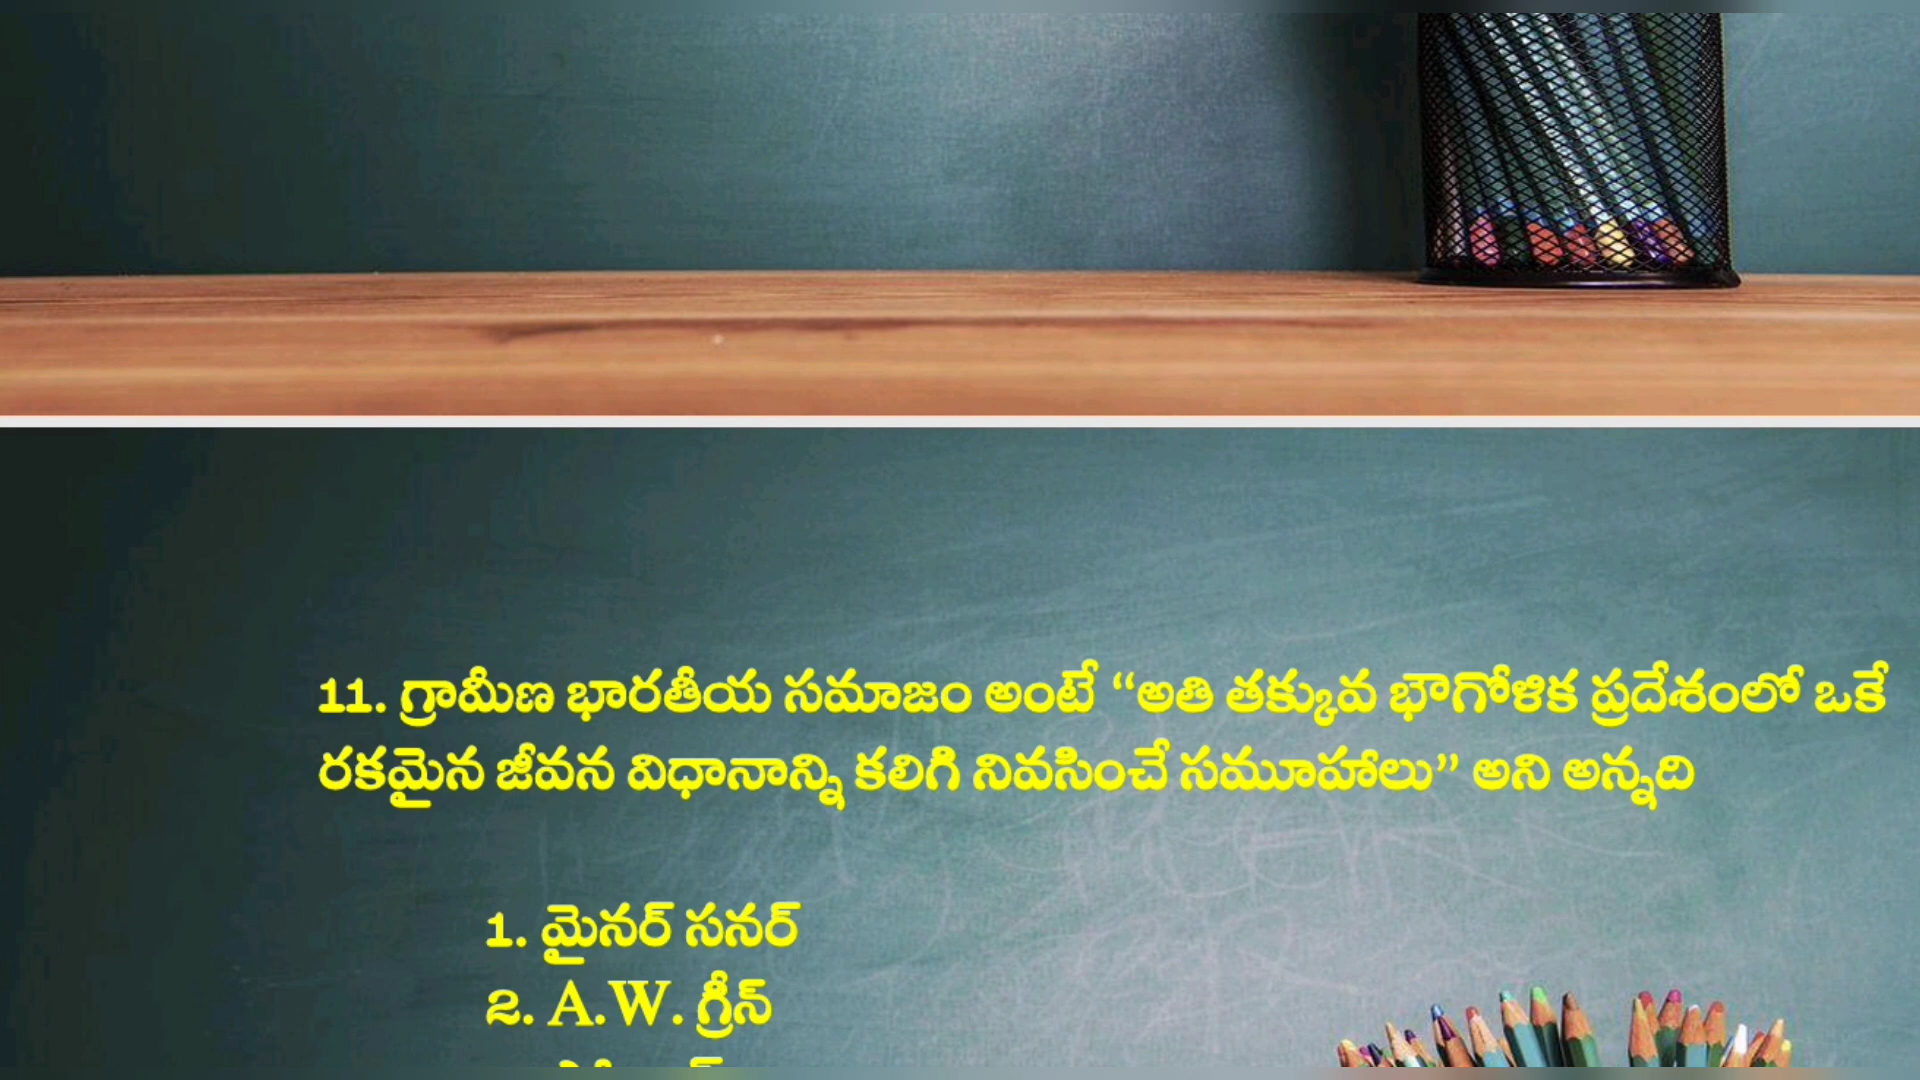 11. గ్రామీణ భారతీయ సమాజం అంటే “అతి తక్కువ భౌగోళిక ప్రదేశంలో ఒకే
రకమైన జీవన విధానాన్ని కలిగి నివసించే సమూహాలు” అని అన్నది
1. మైనర్ సనర్
2. A.W. గ్రీన్